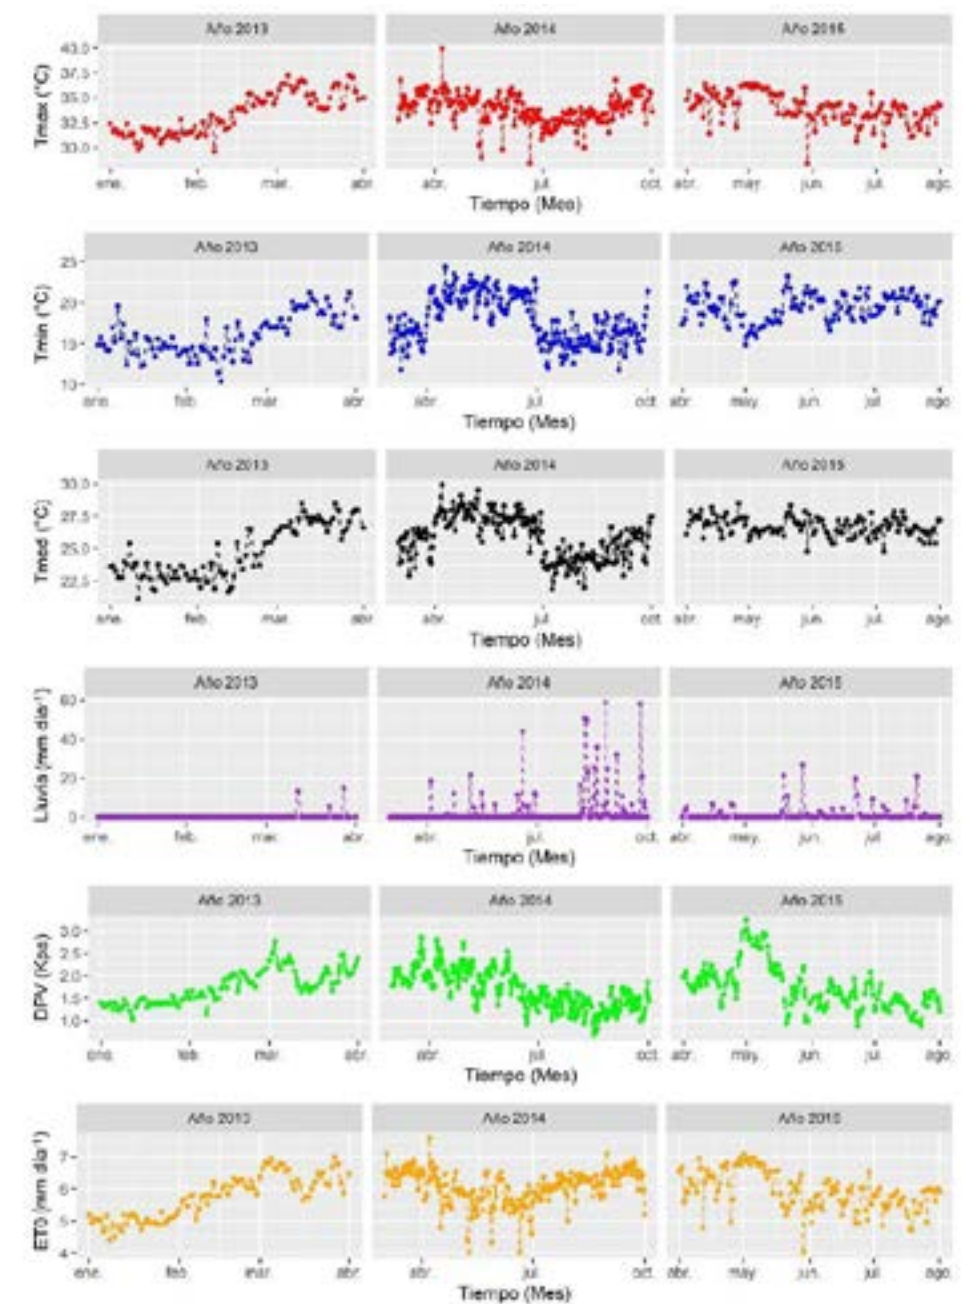 Año 2013 Año 2014 Año 2015
Tmax (°C)
40.0
37.5
35.0
32.5
30.0
ene. feb. mar. abr. abr. jul. oct. abr. may. jun. jul. ago.
Tiempo (Mes)
Año 2013 Año 2014 Año 2015
Tmin (°C)
25
20
15
10
ene. feb. mar. abr. abr. jul. oct. abr. may. jun. jul. ago.
Tiempo (Mes)
Año 2013 Año 2014 Año 2015
Tmed (°C)
30.0
27.5
25.0
22.5
ene. feb. mar. abr. abr. jul. oct. abr. may. jun. jul. ago.
Tiempo (Mes)
Año 2013 Año 2014 Año 2015
Lluvia (mm dia⁻¹)
60
40
20
0
ene. feb. mar. abr. abr. jul. oct. abr. may. jun. jul. ago.
Tiempo (Mes)
Año 2013 Año 2014 Año 2015
DPV (Kpa)
3.0
2.5
2.0
1.5
1.0
ene. feb. mar. abr. abr. jul. oct. abr. may. jun. jul. ago.
Tiempo (Mes)
Año 2013 Año 2014 Año 2015
ET0 (mm dia⁻¹)
7
6
5
4
ene. feb. mar. abr. abr. jul. oct. abr. may. jun. jul. ago.
Tiempo (Mes)